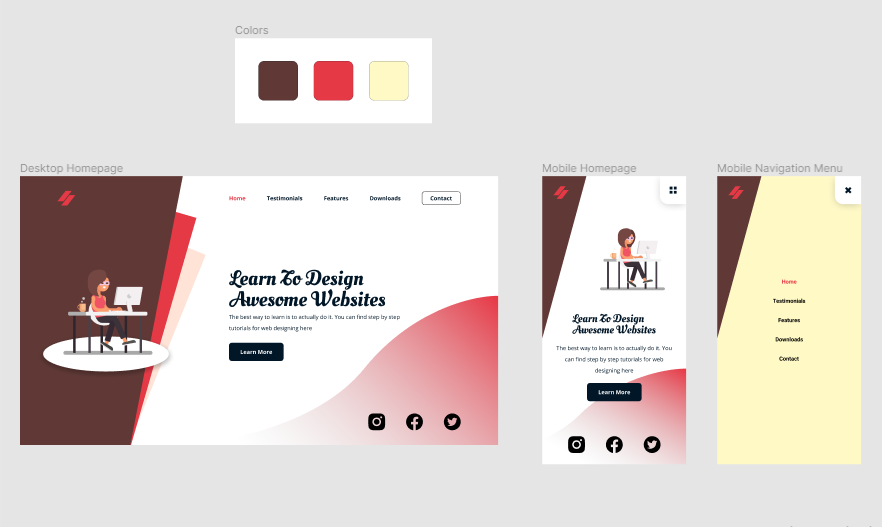 Colors
Desktop Homepage
Home Testimonials Features Downloads Contact
Learn To Design
Awesome Websites
The best way to learn is to actually do it. You can find step by step
tutorials for web designing here
Learn More
Mobile Homepage
Learn To Design
Awesome Websites
The best way to learn is to actually do it. You
can find step by step tutorials for web
designing here
Learn More
Mobile Navigation Menu
Home
Testimonials
Features
Downloads
Contact